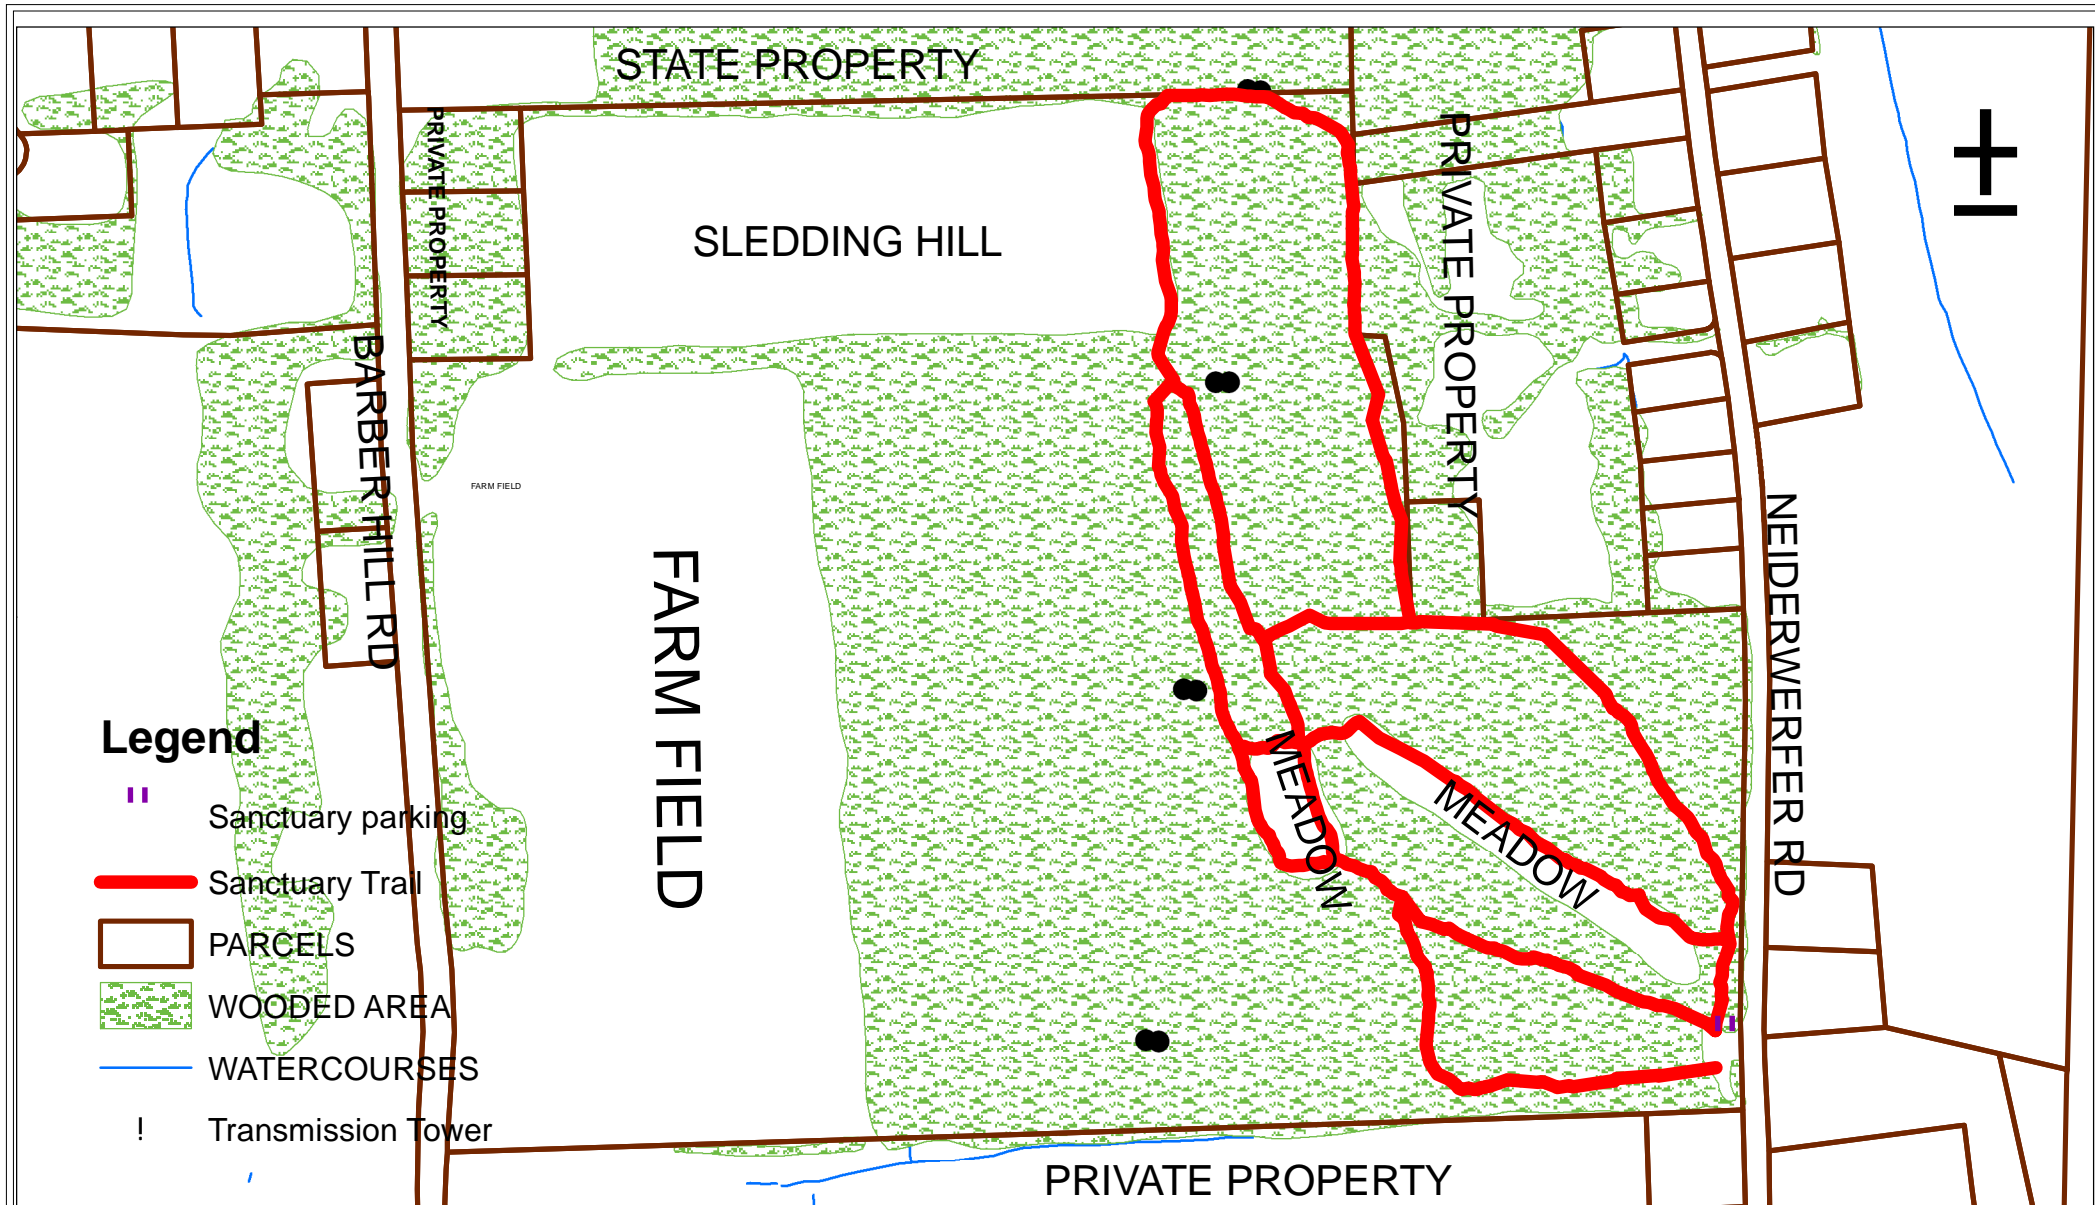 STATE PROPERTY
PRIVATE PROPERTY
PRIVATE PROPERTY
SLEDDING HILL
BARBER HILL RD
FARM FIELD
FARM FIELD
NEIDERWERFER RD
MEADOW
MEADOW
Legend
Sanctuary parking
Sanctuary Trail
PARCELS
WOODED AREA
WATERCOURSES
! Transmission Tower
PRIVATE PROPERTY